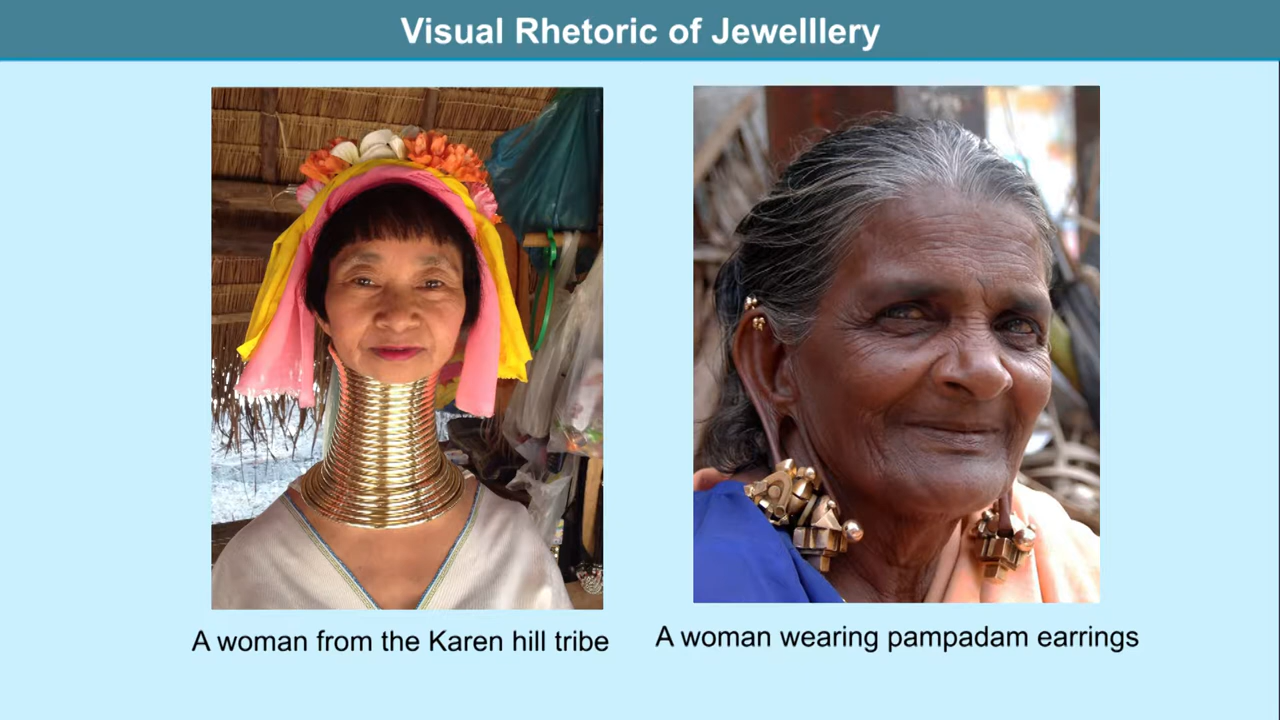 Visual Rhetoric of Jewelllery
A woman from the Karen hill tribe
A woman wearing pampadam earrings